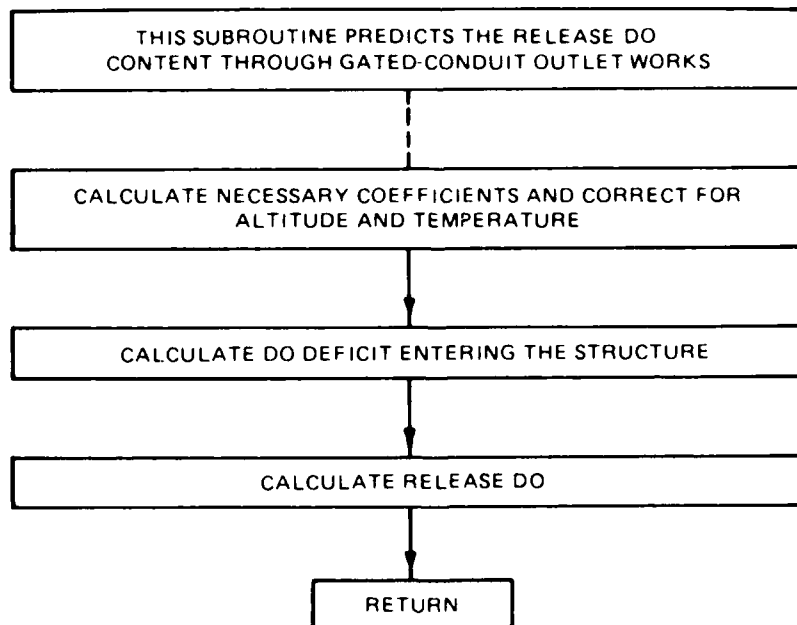 THIS SUBROUTINE PREDICTS THE RELEASE DO
CONTENT THROUGH GATED-CONDUIT OUTLET WORKS
CALCULATE NECESSARY COEFFICIENTS AND CORRECT FOR
ALTITUDE AND TEMPERATURE
CALCULATE DO DEFICIT ENTERING THE STRUCTURE
CALCULATE RELEASE DO
RETURN